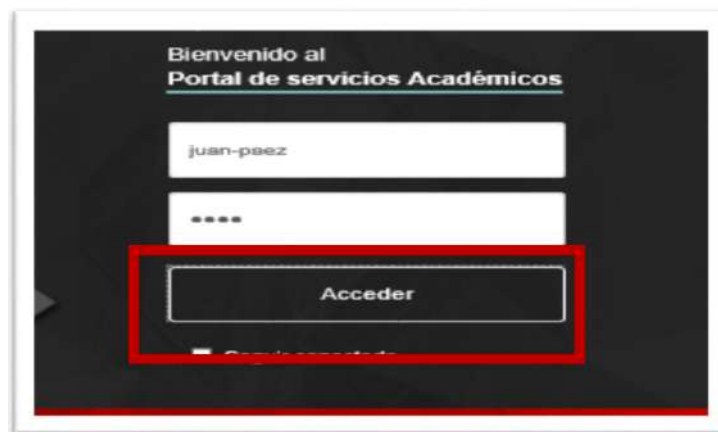 Bienvenido al
Portal de servicios Académicos
juan-paez
••••
Acceder